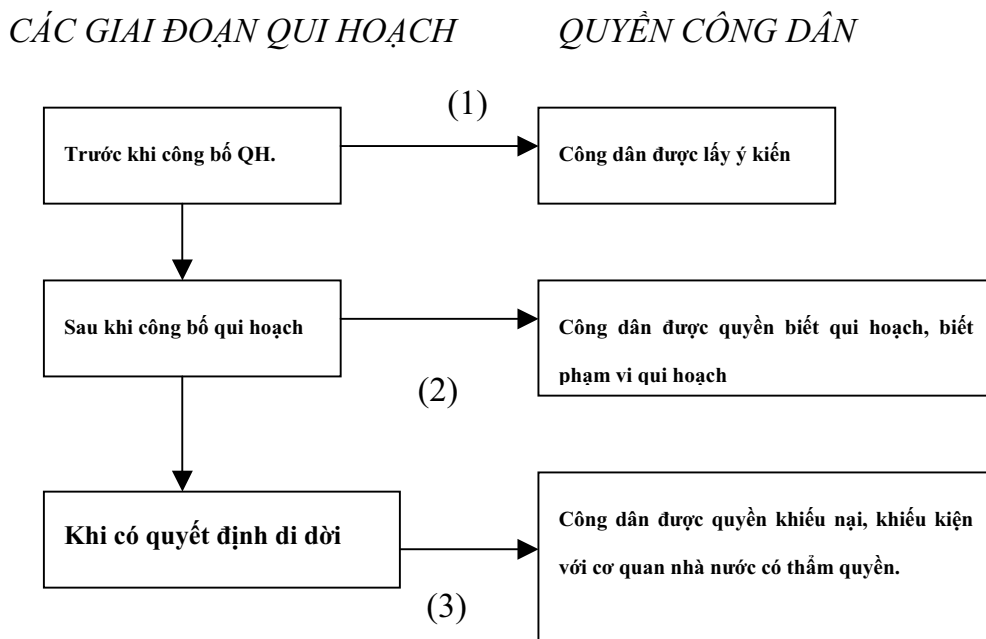 CÁC GIAI ĐOẠN QUI HOẠCH QUYỀN CÔNG DÂN
(1)
Trước khi công bố QH.
Công dân được lấy ý kiến
Sau khi công bố qui hoạch
Công dân được quyền biết qui hoạch, biết
phạm vi qui hoạch
(2)
Khi có quyết định di dời
Công dân được quyền khiếu nại, khiếu kiện
với cơ quan nhà nước có thẩm quyền.
(3)